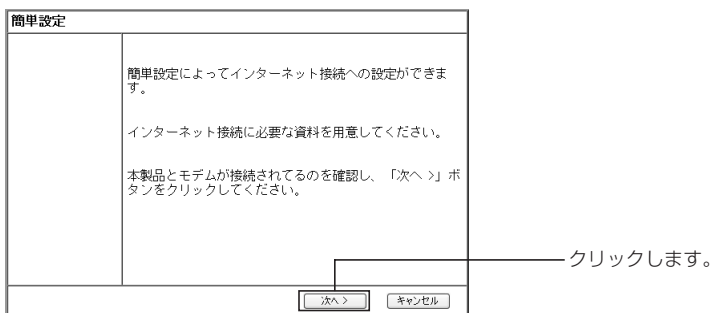 簡単設定
簡単設定によってインターネット接続への設定ができま
す。
インターネット接続に必要な資料を用意してください。
本製品とモデムが接続されてるのを確認し、「次へ >」ボ
タンをクリックしてください。
クリックします。
次へ >
キャンセル